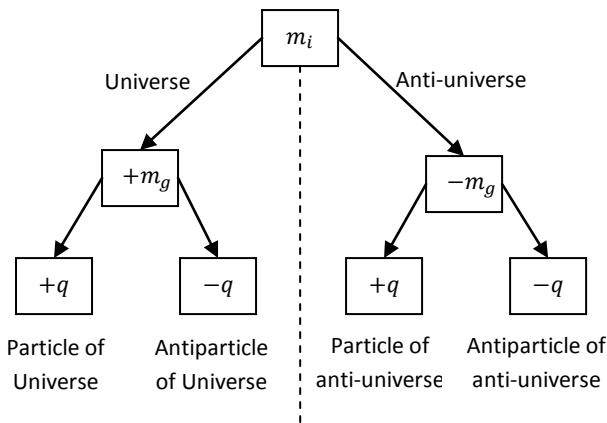 mᵢ
Universe
Anti-universe
+m_g
−m_g
+q
−q
+q
−q
Particle of
Universe
Antiparticle
of Universe
Particle of
anti-universe
Antiparticle of
anti-universe